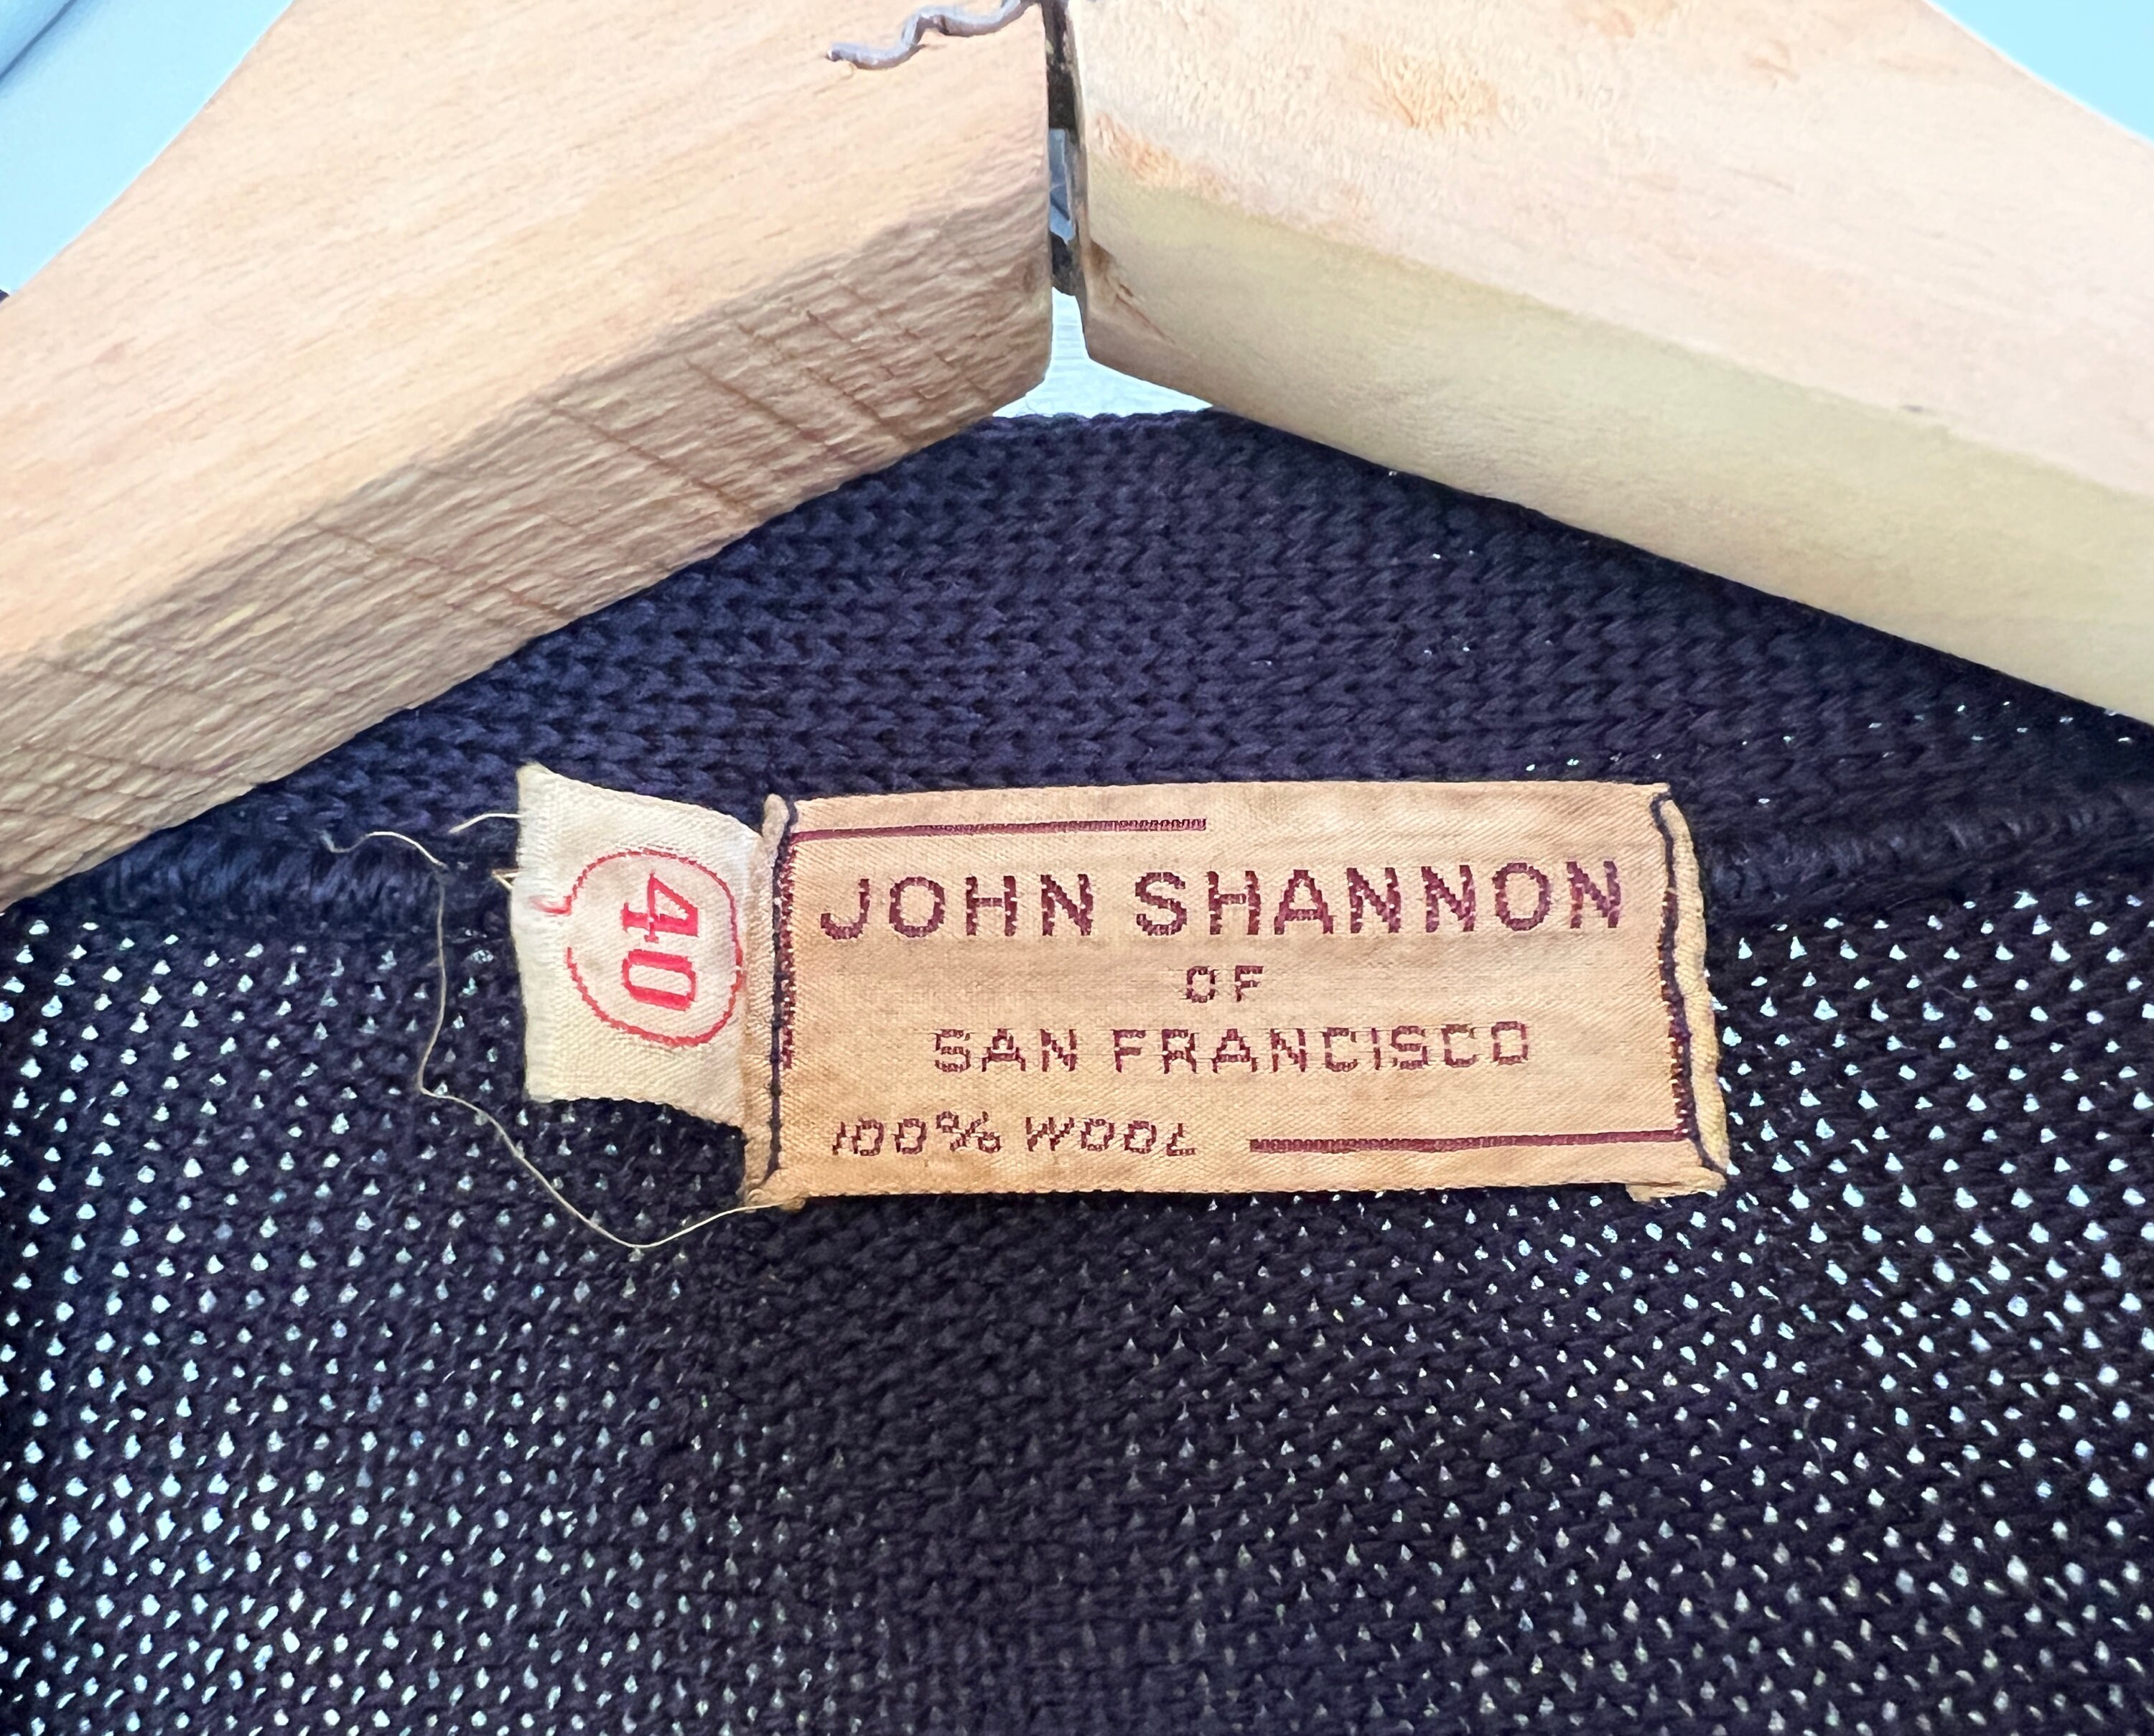 40
JOHN SHANNON
OF
SAN FRANCISCO
100% WOOL